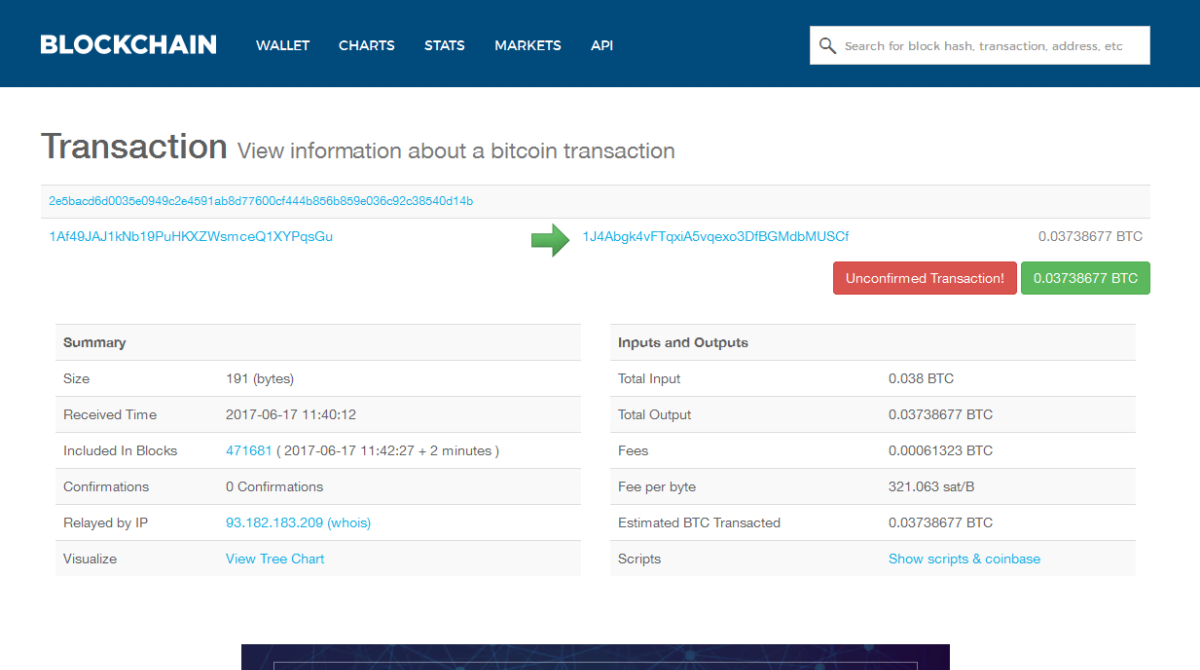 BLOCKCHAIN WALLET CHARTS STATS MARKETS API Search for block hash, transaction, address, etc
Transaction View information about a bitcoin transaction
2e5bacd6d0035e0949c2e4591ab8d77600cf444b856b859e036c92c38540d14b
1Af49JAJ1kNb19PuHKXZWsmceQ1XYPqsGu 1J4Abgk4vFTqxiA5vqexo3DfBGMdbMUSCf 0.03738677 BTC
Unconfirmed Transaction! 0.03738677 BTC
Summary
Size 191 (bytes)
Received Time 2017-06-17 11:40:12
Included In Blocks 471681 ( 2017-06-17 11:42:27 + 2 minutes )
Confirmations 0 Confirmations
Relayed by IP 93.182.183.209 (whois)
Visualize View Tree Chart
Inputs and Outputs
Total Input 0.038 BTC
Total Output 0.03738677 BTC
Fees 0.00061323 BTC
Fee per byte 321.063 sat/B
Estimated BTC Transacted 0.03738677 BTC
Scripts Show scripts & coinbase